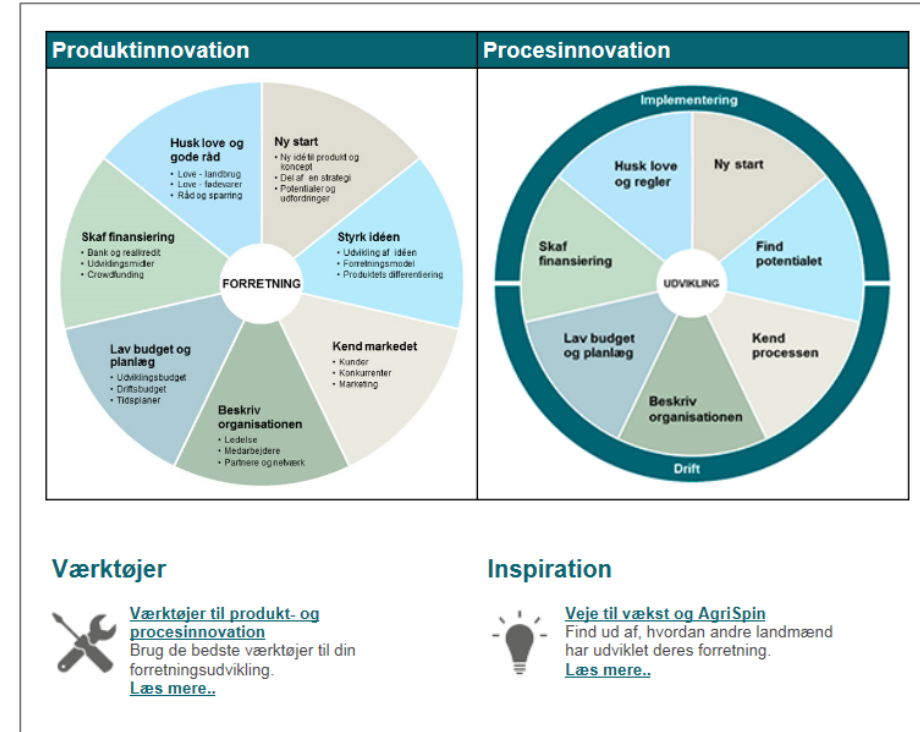 Produktinnovation
Husk love og
gode råd
• Love - landbrug
• Love - fødevarer
• Råd og sparring
Ny start
• Ny idé til produkt og
koncept
• Del af en strategi
• Potentialer og
udfordringer
Styrk idéen
• Udvikling af idéen
• Forretningsmodel
• Produktets differentiering
Kend markedet
• Kunder
• Konkurrenter
• Marketing
Beskriv
organisationen
• Ledelse
• Medarbejdere
• Partnere og netværk
Lav budget og
planlæg
• Udviklingsbudget
• Driftsbudget
• Tidsplaner
Skaf finansiering
• Bank og realkredit
• Udviklingsmidler
• Crowdfunding
FORRETNING
Procesinnovation
Implementering
Husk love
og regler
Ny start
Find
potentialet
Kend
processen
Beskriv
organisationen
Lav budget
og planlæg
Skaf
finansiering
UDVIKLING
Drift
Værktøjer
Værktøjer til produkt- og
procesinnovation
Brug de bedste værktøjer til din
forretningsudvikling.
Læs mere..
Inspiration
Veje til vækst og AgriSpin
Find ud af, hvordan andre landmænd
har udviklet deres forretning.
Læs mere..